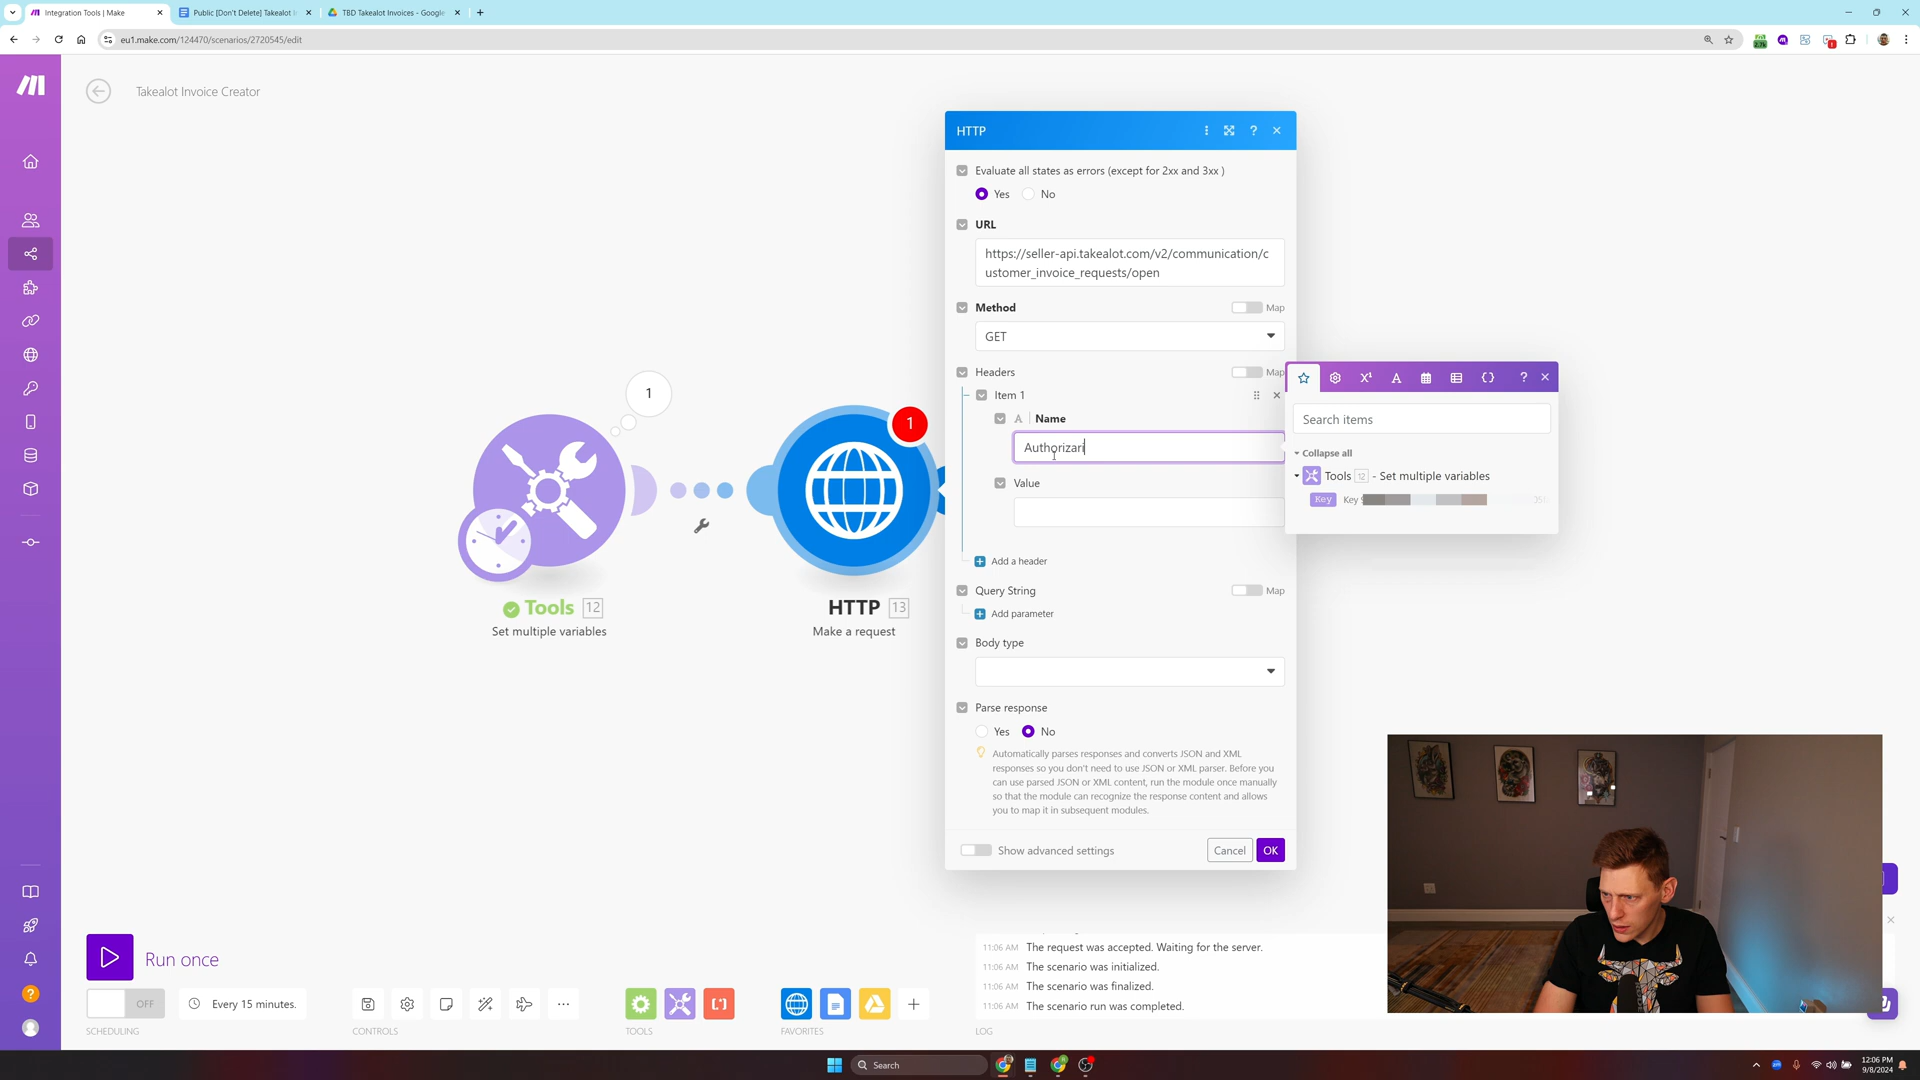 Integration Tools | Make
Public [Don't Delete] Takealot I
TBD Takealot Invoices - Google
eu1.make.com/124470/scenarios/2720545/edit
Takealot Invoice Creator
HTTP
Evaluate all states as errors (except for 2xx and 3xx )
Yes
No
URL
https://seller-api.takealot.com/v2/communication/c
ustomer_invoice_requests/open
Method
Map
GET
Headers
Map
Item 1
A
Name
Authorizari
Value
Add a header
Query String
Map
Add parameter
Body type
Parse response
Yes
No
Automatically parses responses and converts JSON and XML
responses so you don't need to use JSON or XML parser. Before you
can use parsed JSON or XML content, run the module once manually
so that the module can recognize the response content and allows
you to map it in subsequent modules.
Show advanced settings
Cancel
OK
Search items
Collapse all
Tools 12 - Set multiple variables
Key
Key
1
1
Tools 12
Set multiple variables
HTTP 13
Make a request
Run once
OFF
Every 15 minutes.
SCHEDULING
CONTROLS
TOOLS
FAVORITES
11:06 AM The request was accepted. Waiting for the server.
11:06 AM The scenario was initialized.
11:06 AM The scenario was finalized.
11:06 AM The scenario run was completed.
LOG
Search
12:06 PM
9/8/2024